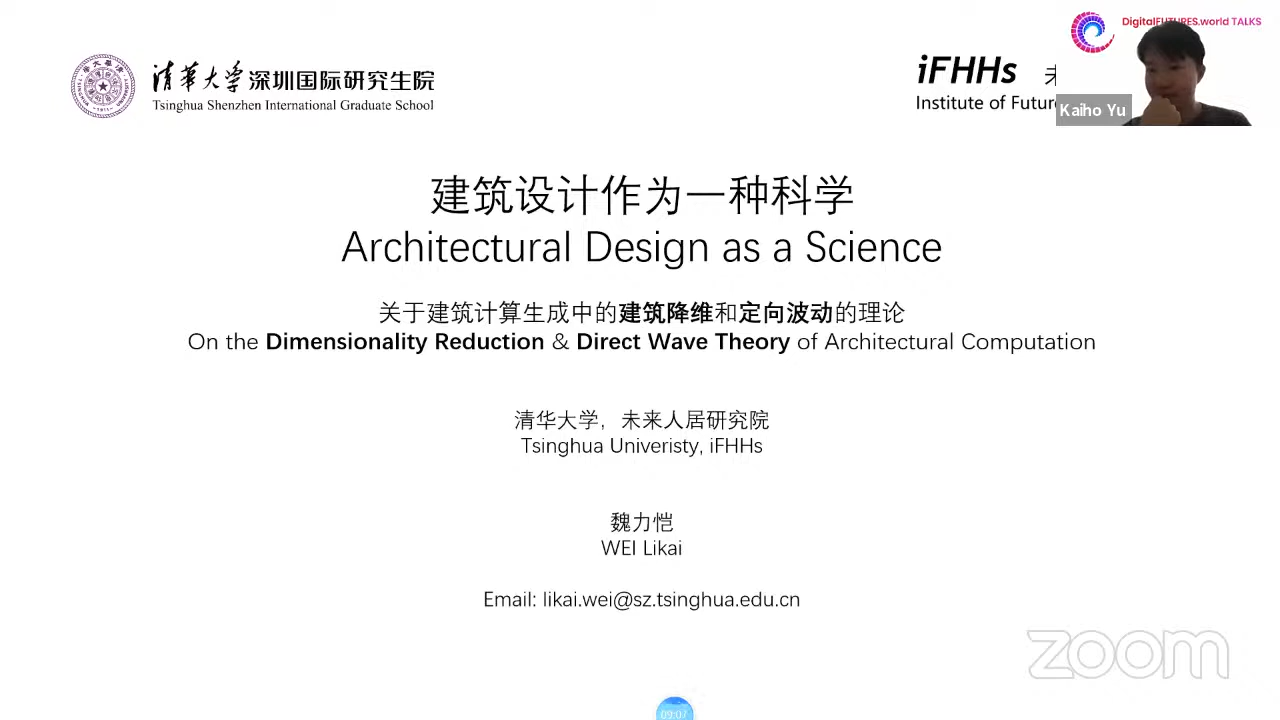 清华大学深圳国际研究生院
Tsinghua Shenzhen International Graduate School
iFHHs
Institute of Futu
DigitalFUTURES.world TALKS
Kaiho Yu
建筑设计作为一种科学
Architectural Design as a Science
关于建筑计算生成中的建筑降维和定向波动的理论
On the Dimensionality Reduction & Direct Wave Theory of Architectural Computation
清华大学，未来人居研究院
Tsinghua Univeristy, iFHHs
魏力恺
WEI Likai
Email: likai.wei@sz.tsinghua.edu.cn
zoom
09:07